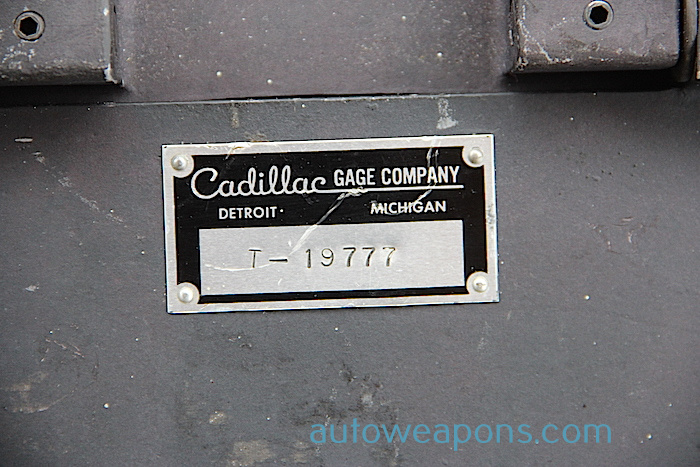 Cadillac GAGE COMPANY
DETROIT· MICHIGAN
T-19777
autoweapons.com